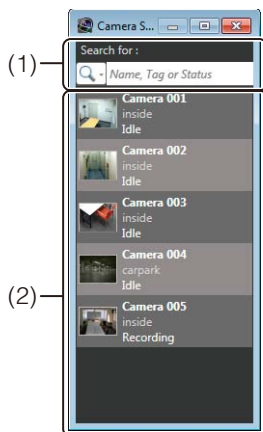 Camera S...
Search for :
(1)
Name, Tag or Status
Camera 001
inside
Idle
Camera 002
inside
Idle
Camera 003
inside
Idle
Camera 004
carpark
Idle
(2)
Camera 005
inside
Recording